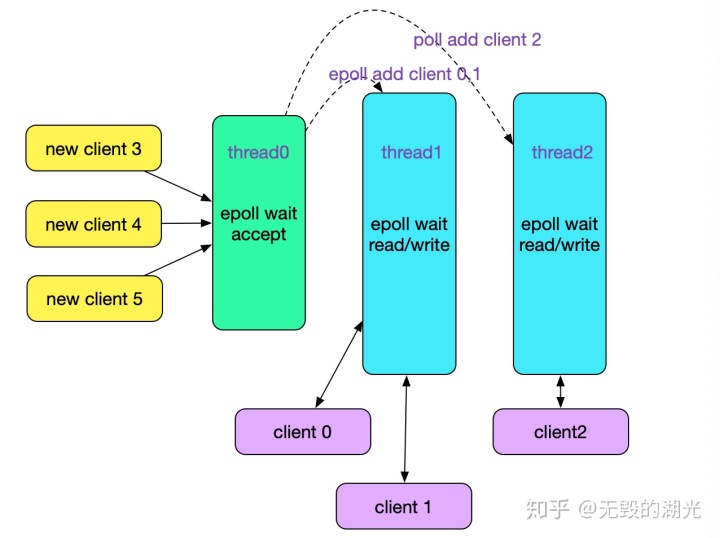 poll add client 2
epoll add client 0,1
new client 3
new client 4
new client 5
thread0
epoll wait
accept
thread1
epoll wait
read/write
thread2
epoll wait
read/write
client 0
client 1
client2
知乎 @无毁的湖光